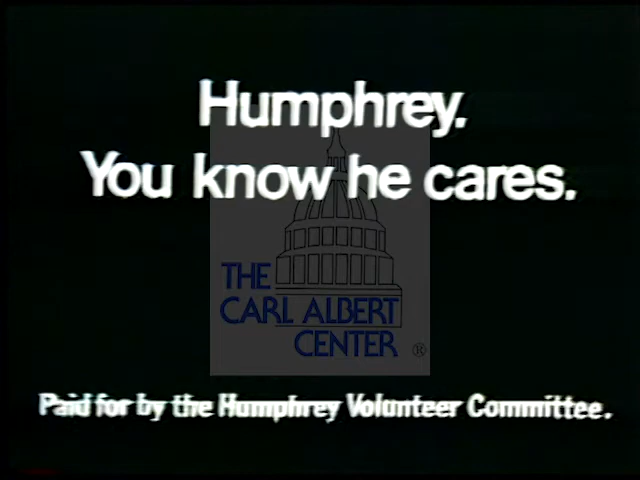 Humphrey.
You know he cares.
THE
CARL ALBERT
CENTER ®
Paid for by the Humphrey Volunteer Committee.